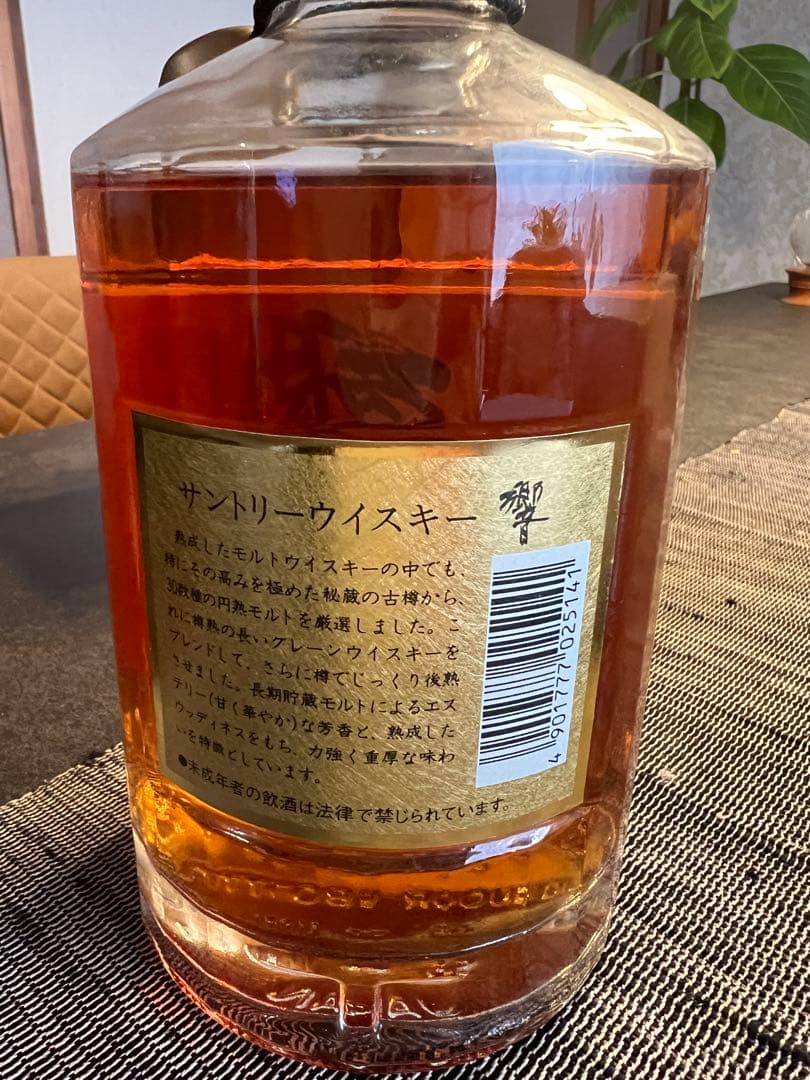 サントリーウイスキー 響
熟成したモルトウイスキーの中でも、
特にその高みを極めた秘蔵の古樽から、
30数種の円熟モルトを厳選しました。こ
れに樽熟の長いグレーンウイスキーを
ブレンドして、さらに樽でじっくり後熟
させました。長期貯蔵モルトによるエス
テリー(甘く華やか)な芳香と、熟成した
ウッディネスをもち、力強く重厚な味わ
いを特徴としています。
●未成年者の飲酒は法律で禁じられています。
4 901777 025141